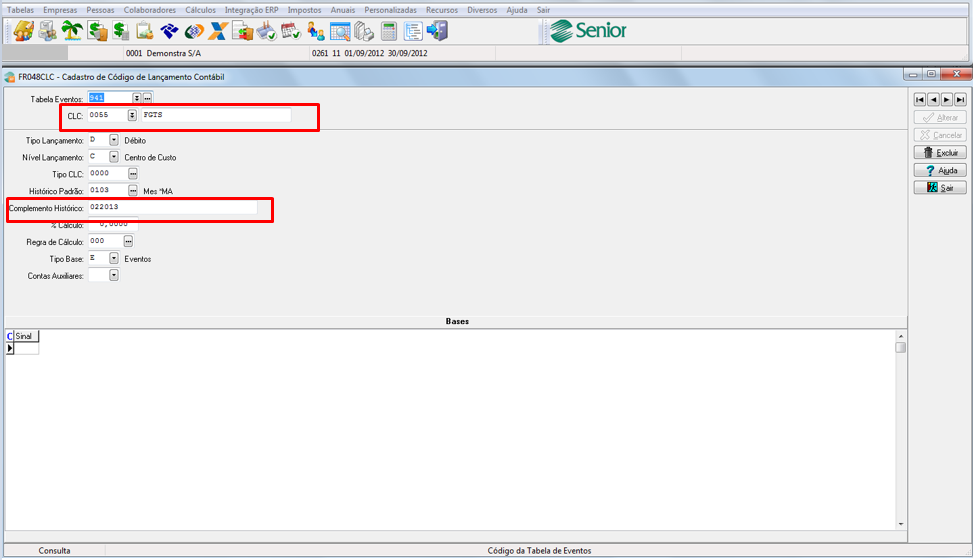 Tabelas Empresas Pessoas Colaboradores Cálculos Integração ERP Impostos Anuais Personalizadas Recursos Diversos Ajuda Sair
Senior
0001 Demonstra S/A 0261 11 01/09/2012 30/09/2012
FR048CLC - Cadastro de Código de Lançamento Contábil
Tabela Eventos: 941
CLC: 0055 FGTS
Tipo Lançamento: D Débito
Nível Lançamento: C Centro de Custo
Tipo CLC: 0000
Histórico Padrão: 0103 Mes *MA
Complemento Histórico: 022013
% Cálculo: 0,0000
Regra de Cálculo: 000
Tipo Base: E Eventos
Contas Auxiliares:
Alterar
Cancelar
Excluir
Ajuda
Sair
Bases
C Sinal
Consulta Código da Tabela de Eventos